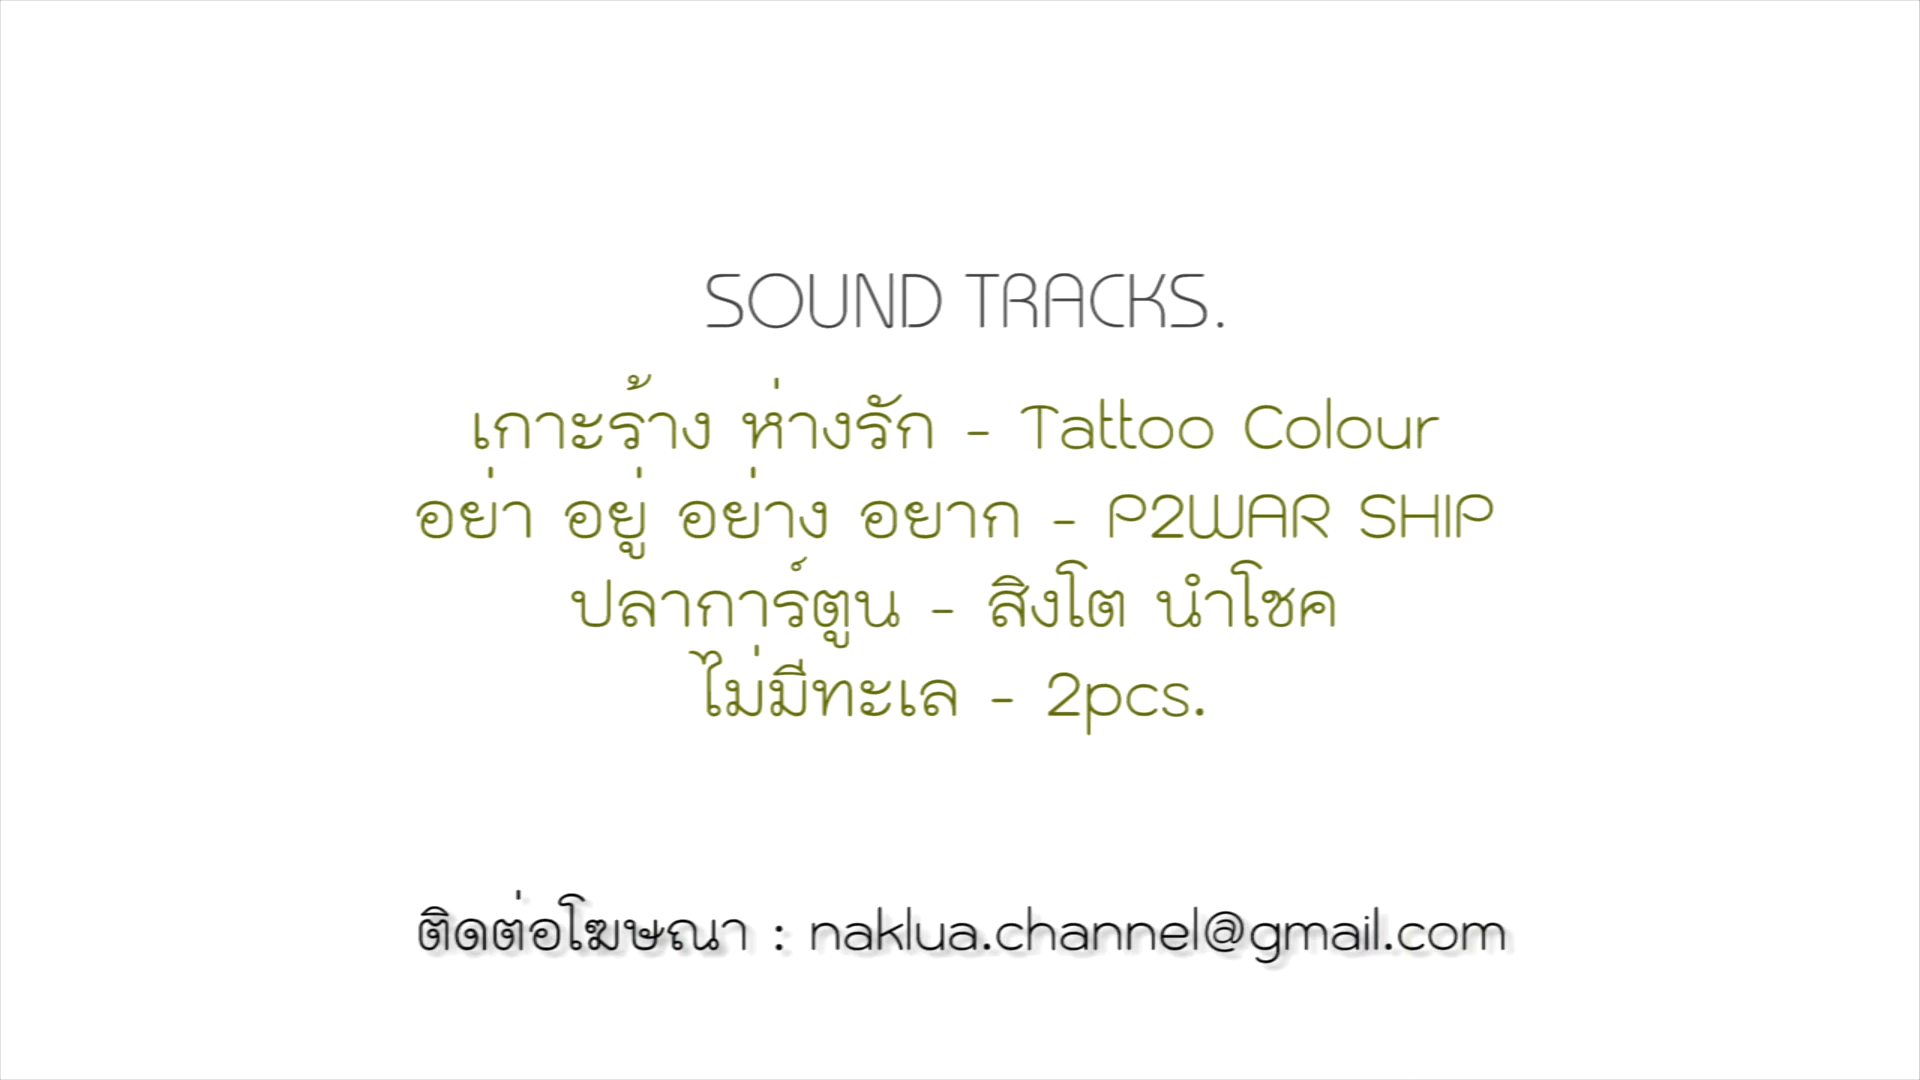 SOUND TRACKS.
เกาะร้าง ห่างรัก - Tattoo Colour
อย่า อยู่ อย่าง อยาก - P2WAR SHIP
ปลาการ์ตูน - สิงโต นำโชค
ไม่มีทะเล - 2pcs.
ติดต่อโฆษณา : naklua.channel@gmail.com